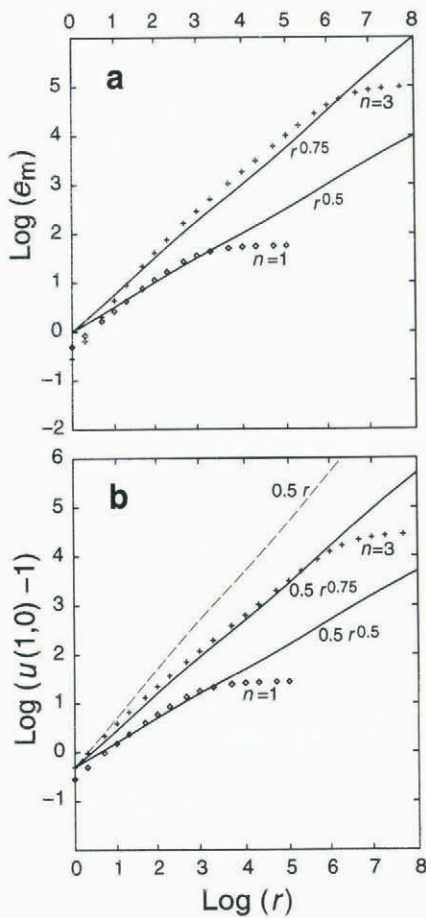 0 1 2 3 4 5 6 7 8
a
5
4
3
2
1
0
−1
−2
Log (e_m)
n=3
r^0.75
r^0.5
n=1
b
6
5
4
3
2
1
0
−1
Log (u(1,0) −1)
0.5 r
n=3
0.5 r^0.75
0.5 r^0.5
n=1
0 1 2 3 4 5 6 7 8
Log (r)